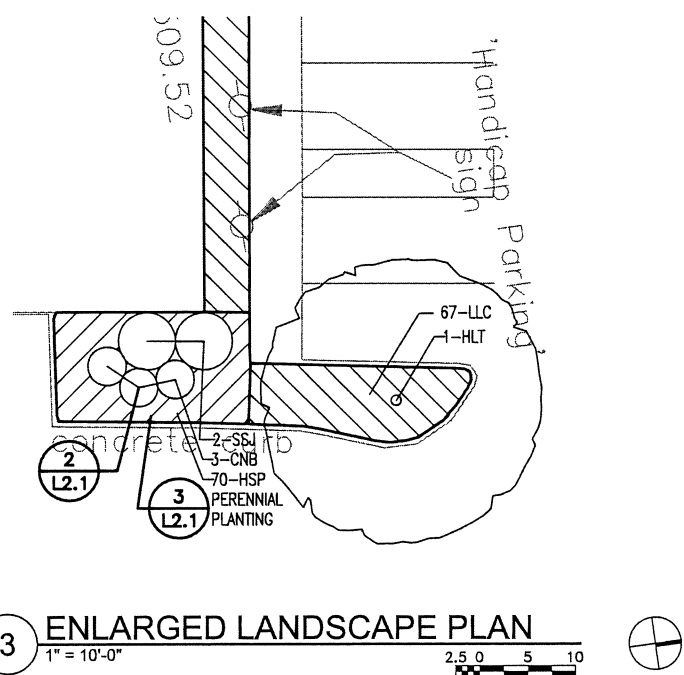 509.52
'Handicap Parking'
sign
67-LLC
1-HLT
concrete curb
2-SSJ
3-CNB
70-HSP
PERENNIAL
PLANTING
2
L2.1
3
L2.1
3
ENLARGED LANDSCAPE PLAN
1" = 10'-0"
2.5 0 5 10